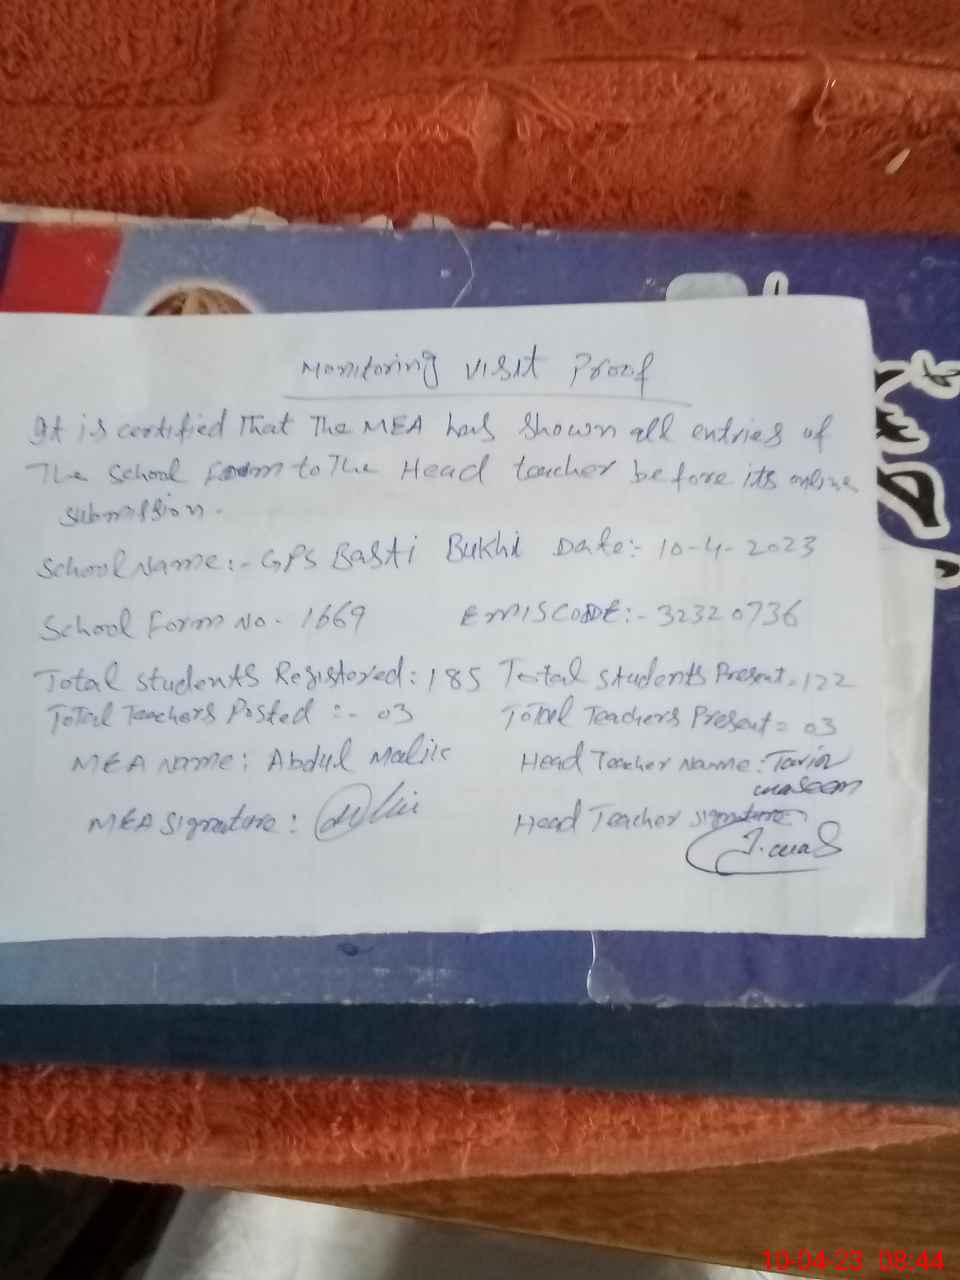 Monitoring visit Proof
It is certified That The MEA has shown all entries of
The School Form to The Head teacher before its online
submission.
School Name:- GPS Basti Bukhi Date:- 10-4-2023
School Form No. 1669 EMISCODE:- 32320736
Total students Registered: 185 Total students Present. 122
Total Teachers Posted :- 03 Total Teachers Present = 03
MEA Name: Abdul Malik Head Teacher Name: Tariq
waseem
MEA Signature: Head Teacher signature
T.waS
10-04-23 08:44